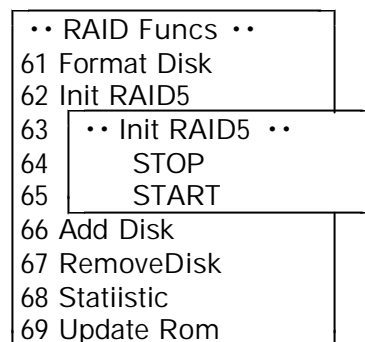 •• RAID Funcs ••
61 Format Disk
62 Init RAID5
63 •• Init RAID5 ••
64 STOP
65 START
66 Add Disk
67 RemoveDisk
68 Statiistic
69 Update Rom